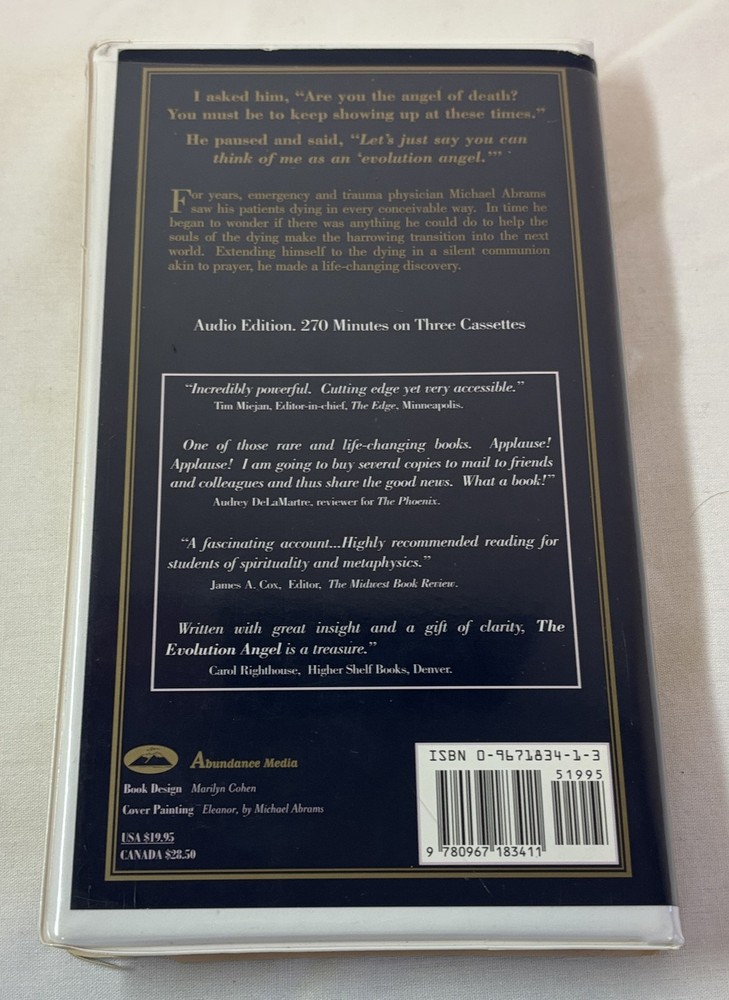 I asked him, “Are you the angel of death?
You must be to keep showing up at these times.”
He paused and said, “Let’s just say you can
think of me as an ‘evolution angel.’”
For years, emergency and trauma physician Michael Abrams
saw his patients dying in every conceivable way. In time he
began to wonder if there was anything he could do to help the
souls of the dying make the harrowing transition into the next
world. Extending himself to the dying in a silent communion
akin to prayer, he made a life-changing discovery.
Audio Edition. 270 Minutes on Three Cassettes
“Incredibly powerful. Cutting edge yet very accessible.”
Tim Miejan, Editor-in-chief, The Edge, Minneapolis.
One of those rare and life-changing books. Applause!
Applause! I am going to buy several copies to mail to friends
and colleagues and thus share the good news. What a book!”
Audrey DeLaMartre, reviewer for The Phoenix.
“A fascinating account...Highly recommended reading for
students of spirituality and metaphysics.”
James A. Cox, Editor, The Midwest Book Review.
Written with great insight and a gift of clarity, The
Evolution Angel is a treasure.”
Carol Righthouse, Higher Shelf Books, Denver.
Abundance Media
Book Design Marilyn Cohen
Cover Painting Eleanor, by Michael Abrams
USA $19.95
CANADA $28.50
ISBN 0-9671834-1-3
51995
9 780967 183411